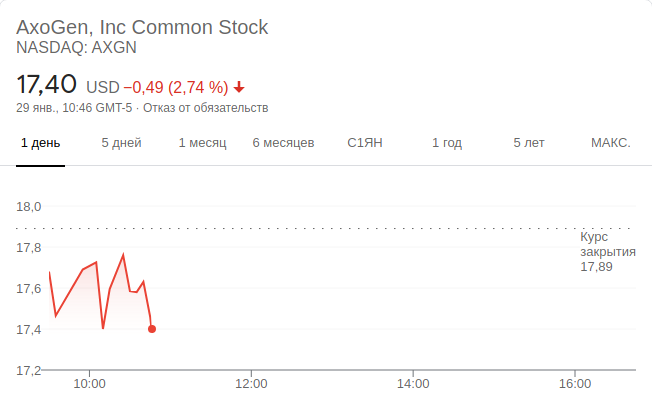 AxoGen, Inc Common Stock
NASDAQ: AXGN
17,40 USD −0,49 (2,74 %)
29 янв., 10:46 GMT-5 · Отказ от обязательств
1 день 5 дней 1 месяц 6 месяцев С1ЯН 1 год 5 лет МАКС.
18,0
17,8
17,6
17,4
17,2
Курс
закрытия
17,89
10:00 12:00 14:00 16:00